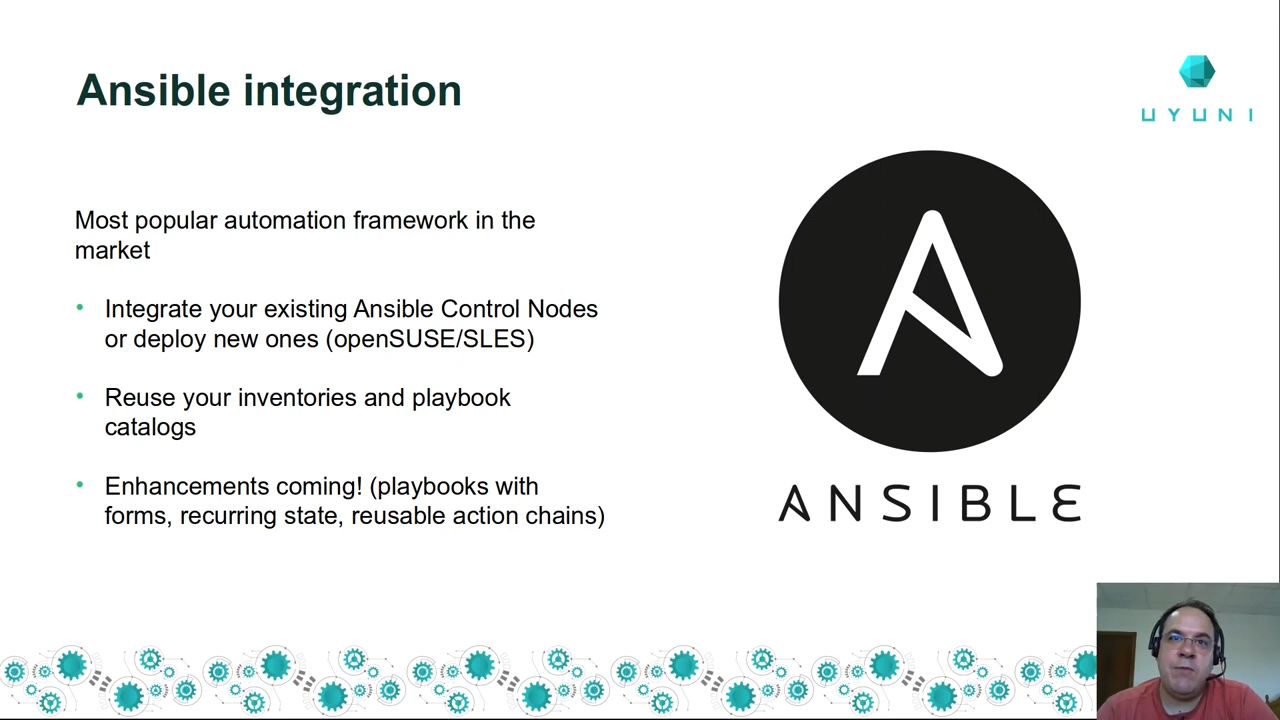 Ansible integration
UYUNI
Most popular automation framework in the
market
• Integrate your existing Ansible Control Nodes
or deploy new ones (openSUSE/SLES)
• Reuse your inventories and playbook
catalogs
• Enhancements coming! (playbooks with
forms, recurring state, reusable action chains)
ANSIBLE